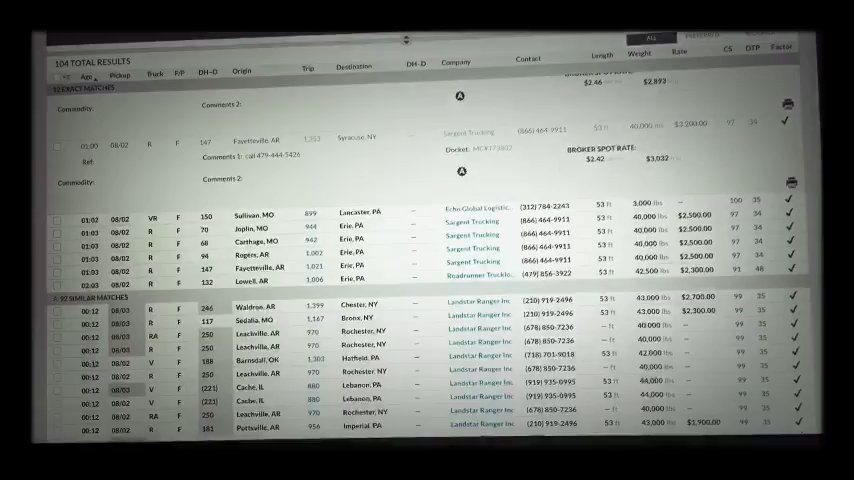 ALL
104 TOTAL RESULTS
Age Pickup Truck F/P DH-D Origin Trip Destination DH-D Company Contact Length Weight Rate CS DTP Factor
EXACT MATCHES
$2.46 $2,893
Commodity: Comments 2:
A
01:00 08/02 R F 147 Fayetteville, AR Syracuse, NY — Sargent Trucking (866) 464-9911 53 ft 40,000 lbs $3,200.00 97 34
Ref: Comments 1: call 479-444-5426 Docket: BROKER SPOT RATE:
$2.42 $3,032
Commodity: Comments 2:
A
01:02 08/02 VR F 150 Sullivan, MO 899 Lancaster, PA — Echo Global Logistic... (312) 784-2243 53 ft 3,000 lbs — 100 35
01:03 08/02 R F 70 Joplin, MO 944 Erie, PA — Sargent Trucking (866) 464-9911 53 ft 40,000 lbs $2,500.00 97 34
01:03 08/02 R F 68 Carthage, MO 942 Erie, PA — Sargent Trucking (866) 464-9911 53 ft 40,000 lbs $2,500.00 97 34
01:03 08/02 R F 94 Rogers, AR 1,002 Erie, PA — Sargent Trucking (866) 464-9911 53 ft 40,000 lbs $2,500.00 97 34
01:03 08/02 R F 147 Fayetteville, AR 1,021 Erie, PA — Sargent Trucking (866) 464-9911 53 ft 40,000 lbs $2,500.00 97 34
02:03 08/02 R F 132 Lowell, AR 1,006 Erie, PA — Roadrunner Trucklo... (479) 856-3922 53 ft 42,500 lbs $2,300.00 91 48
92 SIMILAR MATCHES
00:12 08/03 R F 246 Waldron, AR 1,399 Chester, NY — Landstar Ranger Inc (210) 919-2496 53 ft 43,000 lbs $2,700.00 99 35
00:12 08/03 R F 117 Sedalia, MO 1,167 Bronx, NY — Landstar Ranger Inc (210) 919-2496 53 ft 43,000 lbs $2,300.00 99 35
00:12 08/03 RA F 250 Leachville, AR 970 Rochester, NY — Landstar Ranger Inc (678) 850-7236 — ft 40,000 lbs — 99 35
00:12 08/03 R F 250 Leachville, AR 970 Rochester, NY — Landstar Ranger Inc (678) 850-7236 — ft 40,000 lbs — 99 35
00:12 08/02 V F 188 Barnsdall, OK 1,303 Hatfield, PA — Landstar Ranger Inc (718) 701-9018 53 ft 42,000 lbs — 99 35
00:12 08/02 R F 250 Leachville, AR 970 Rochester, NY — Landstar Ranger Inc (678) 850-7236 — ft 40,000 lbs — 99 35
00:12 08/03 V F (221) Cache, IL 880 Lebanon, PA — Landstar Ranger Inc (919) 935-0995 53 ft 44,000 lbs — 99 35
00:12 08/02 V F (221) Cache, IL 880 Lebanon, PA — Landstar Ranger Inc (919) 935-0995 53 ft 44,000 lbs — 99 35
00:12 08/02 RA F 250 Leachville, AR 970 Rochester, NY — Landstar Ranger Inc (678) 850-7236 — ft 40,000 lbs — 99 35
00:12 08/02 R F 181 Pottsville, AR 956 Imperial, PA — Landstar Ranger Inc (210) 919-2496 53 ft 43,000 lbs $1,900.00 99 35